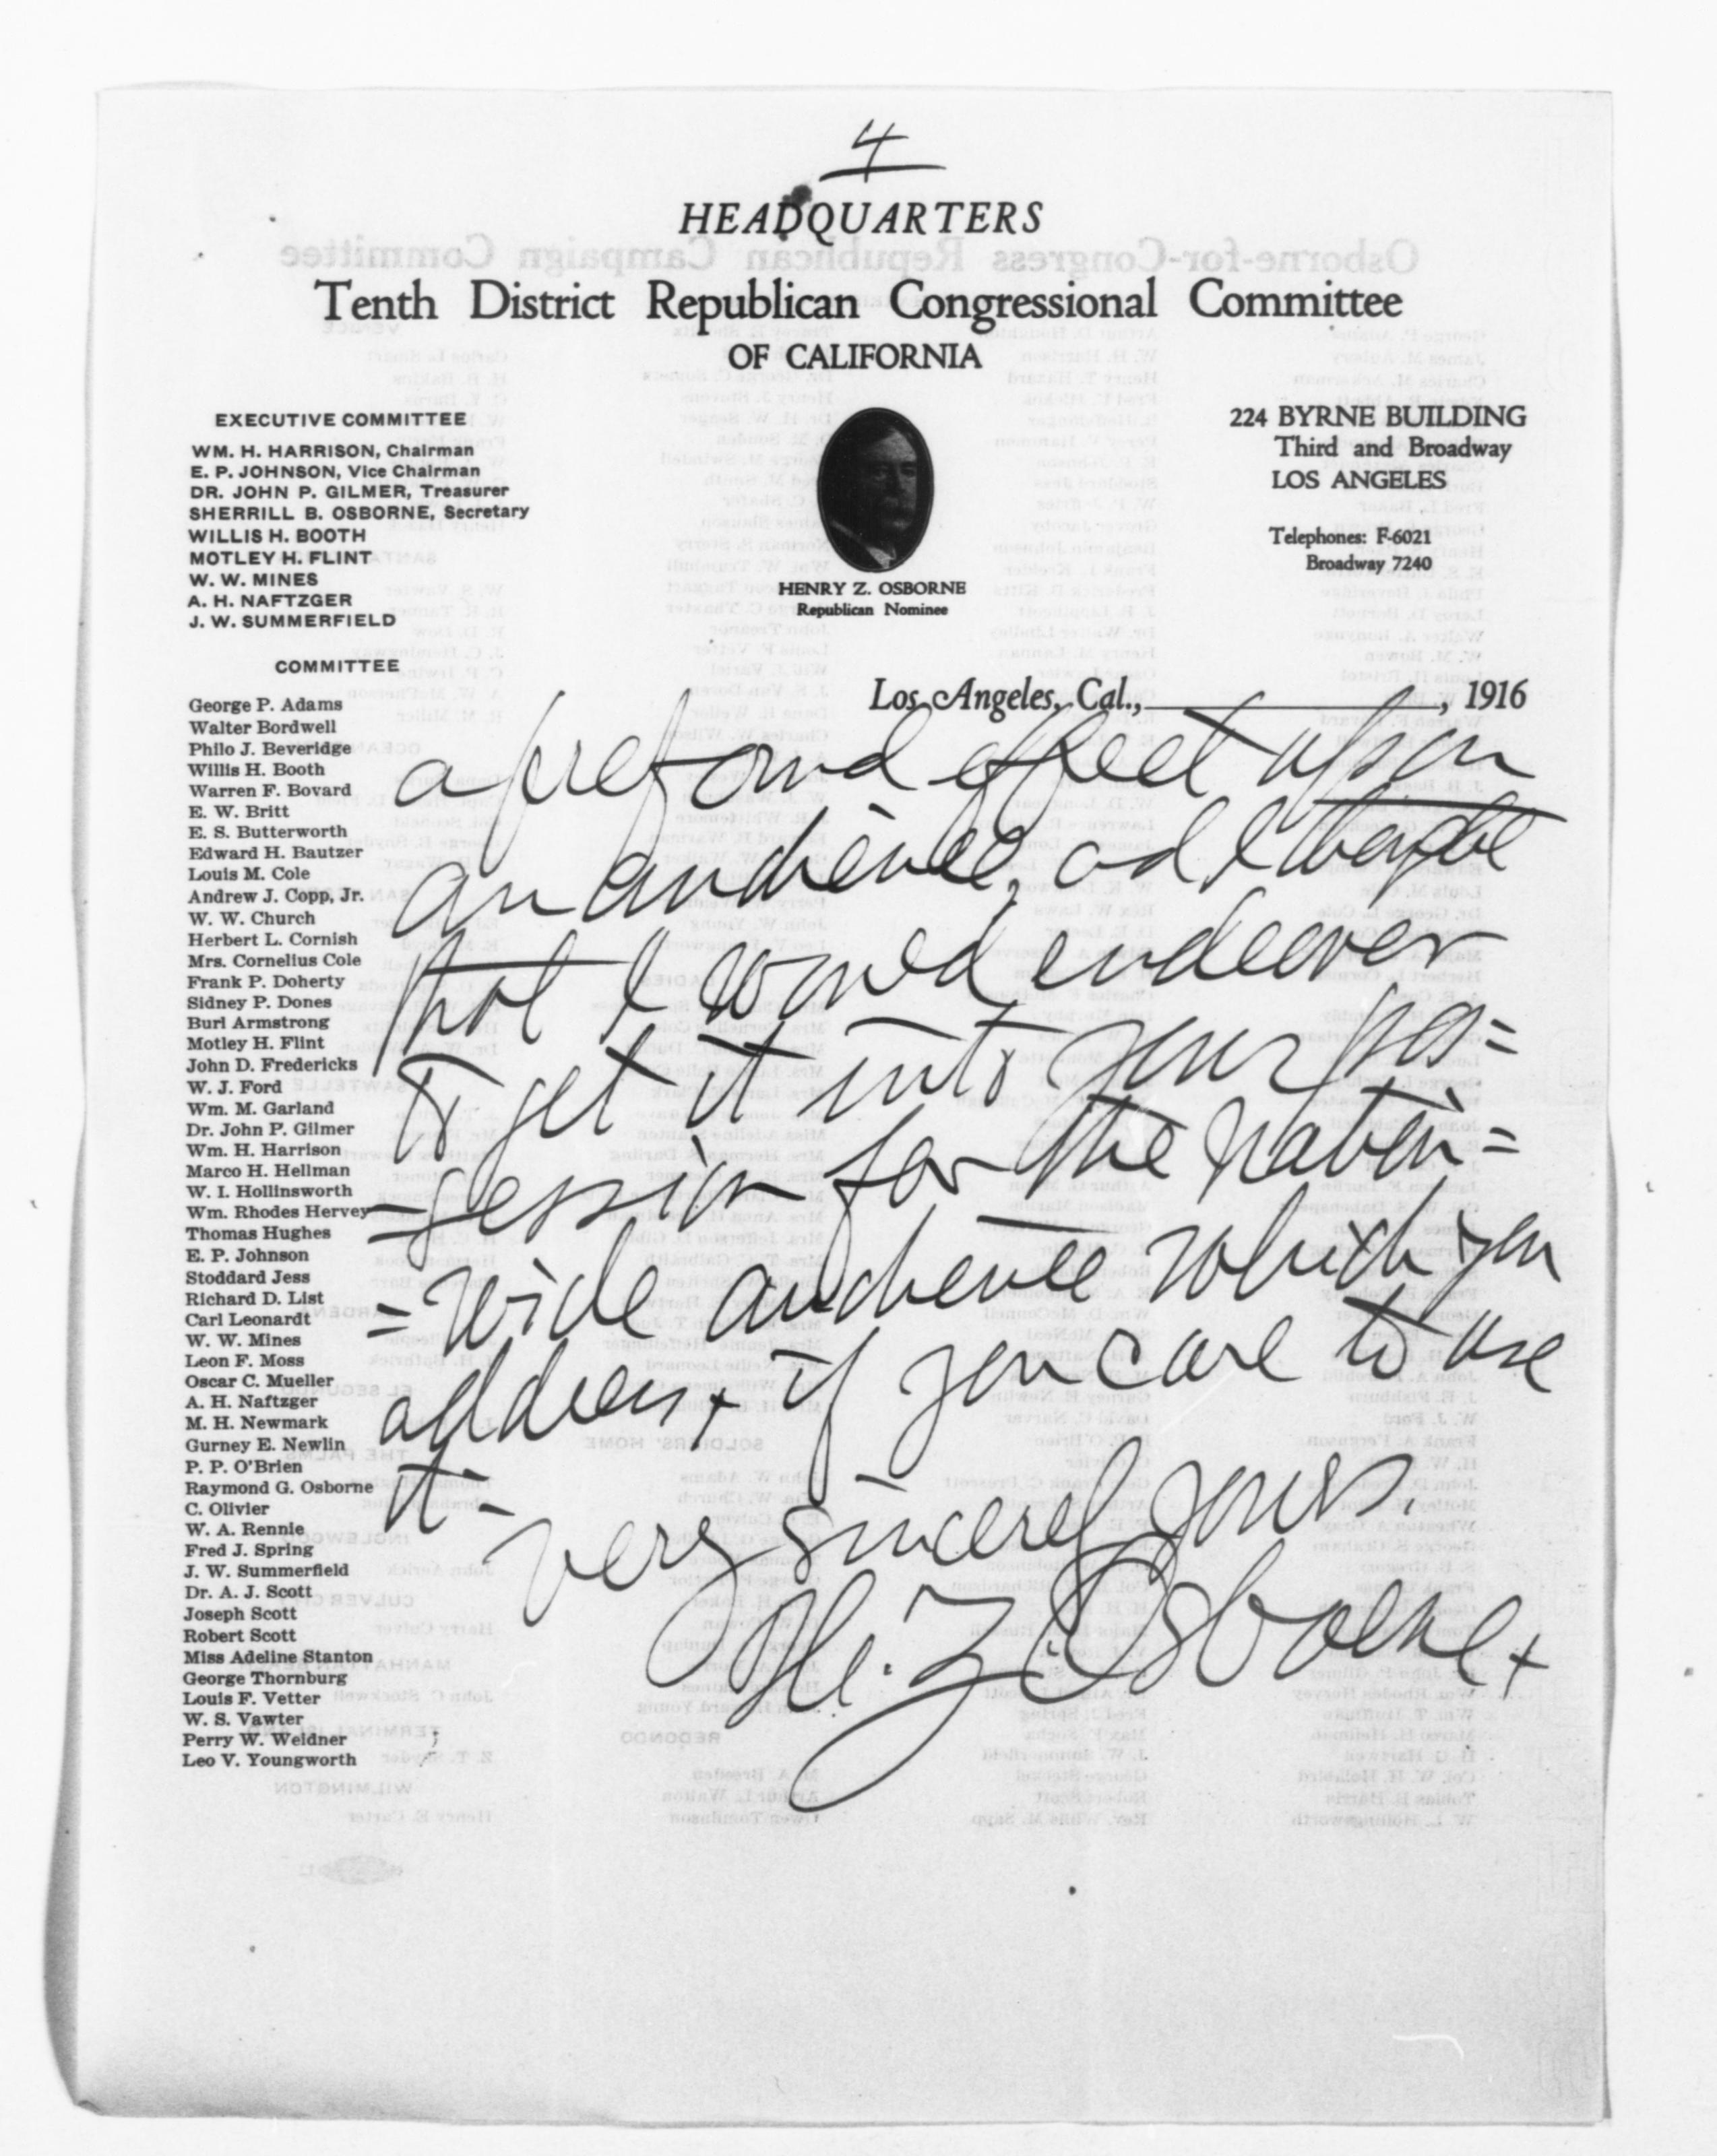 4
HEADQUARTERS
Tenth District Republican Congressional Committee
OF CALIFORNIA
EXECUTIVE COMMITTEE
WM. H. HARRISON, Chairman
E. P. JOHNSON, Vice Chairman
DR. JOHN P. GILMER, Treasurer
SHERRILL B. OSBORNE, Secretary
WILLIS H. BOOTH
MOTLEY H. FLINT
W. W. MINES
A. H. NAFTZGER
J. W. SUMMERFIELD
HENRY Z. OSBORNE
Republican Nominee
224 BYRNE BUILDING
Third and Broadway
LOS ANGELES
Telephones: F-6021
Broadway 7240
COMMITTEE
George P. Adams
Walter Bordwell
Philo J. Beveridge
Willis H. Booth
Warren F. Bovard
E. W. Britt
E. S. Butterworth
Edward H. Bautzer
Louis M. Cole
Andrew J. Copp, Jr.
W. W. Church
Herbert L. Cornish
Mrs. Cornelius Cole
Frank P. Doherty
Sidney P. Dones
Burl Armstrong
Motley H. Flint
John D. Fredericks
W. J. Ford
Wm. M. Garland
Dr. John P. Gilmer
Wm. H. Harrison
Marco H. Hellman
W. I. Hollinsworth
Wm. Rhodes Hervey
Thomas Hughes
E. P. Johnson
Stoddard Jess
Richard D. List
Carl Leonardt
W. W. Mines
Leon F. Moss
Oscar C. Mueller
A. H. Naftzger
M. H. Newmark
Gurney E. Newlin
P. P. O'Brien
Raymond G. Osborne
C. Olivier
W. A. Rennie
Fred J. Spring
J. W. Summerfield
Dr. A. J. Scott
Joseph Scott
Robert Scott
Miss Adeline Stanton
George Thornburg
Louis F. Vetter
W. S. Vawter
Perry W. Weidner
Leo V. Youngworth
Los Angeles, Cal., , 1916
a profound effect upon
an audience, and I thought
that I would endeavor
to get it into your pos=
=session for the nation=
=wide audience which you
address, if you care to use
it-
Very sincerely yours,
H. Z. Osborne